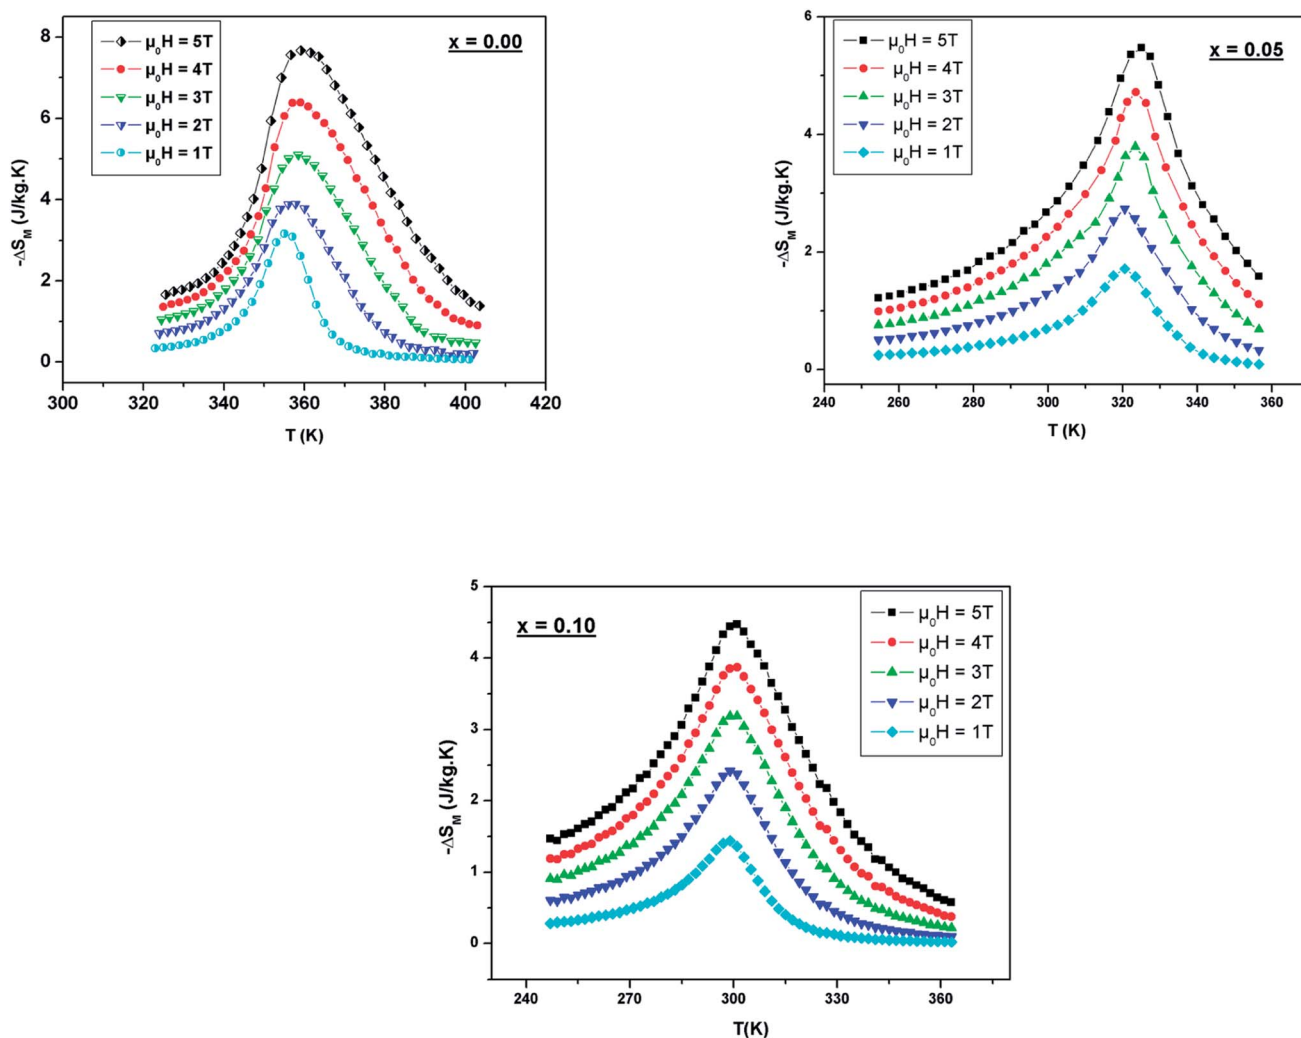 x = 0.00
μ₀H = 5T
μ₀H = 4T
μ₀H = 3T
μ₀H = 2T
μ₀H = 1T
-ΔS_M (J/kg.K)
8
6
4
2
0
300 320 340 360 380 400 420
T (K)
x = 0.05
μ₀H = 5T
μ₀H = 4T
μ₀H = 3T
μ₀H = 2T
μ₀H = 1T
-ΔS_M (J/kg.K)
6
4
2
0
240 260 280 300 320 340 360
T (K)
x = 0.10
μ₀H = 5T
μ₀H = 4T
μ₀H = 3T
μ₀H = 2T
μ₀H = 1T
-ΔS_M (J/kg.K)
5
4
3
2
1
0
240 270 300 330 360
T(K)